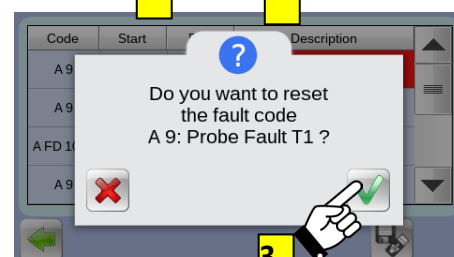 Code Start Description
?
A 9
Do you want to reset
the fault code
A 9: Probe Fault T1 ?
A 9
A FD
A 9
3